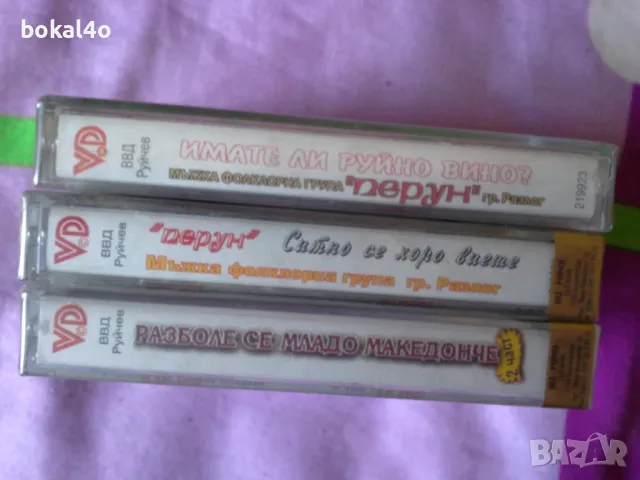 bokal4o
VD
ВВД
Руйчев
ИМАТЕ ЛИ РУЙНО ВИНО?
МЪЖКА ФОЛКЛОРНА ГРУПА "Перун" гр. Разлог
219923
VD
ВВД
Руйчев
"Перун" Ситно се хоро виеше
Мъжка фолклорна група гр. Разлог
VD
ВВД
Руйчев
РАЗБОЛЕ СЕ МЛАДО МАКЕДОНЧЕ
2 част
BAZAR